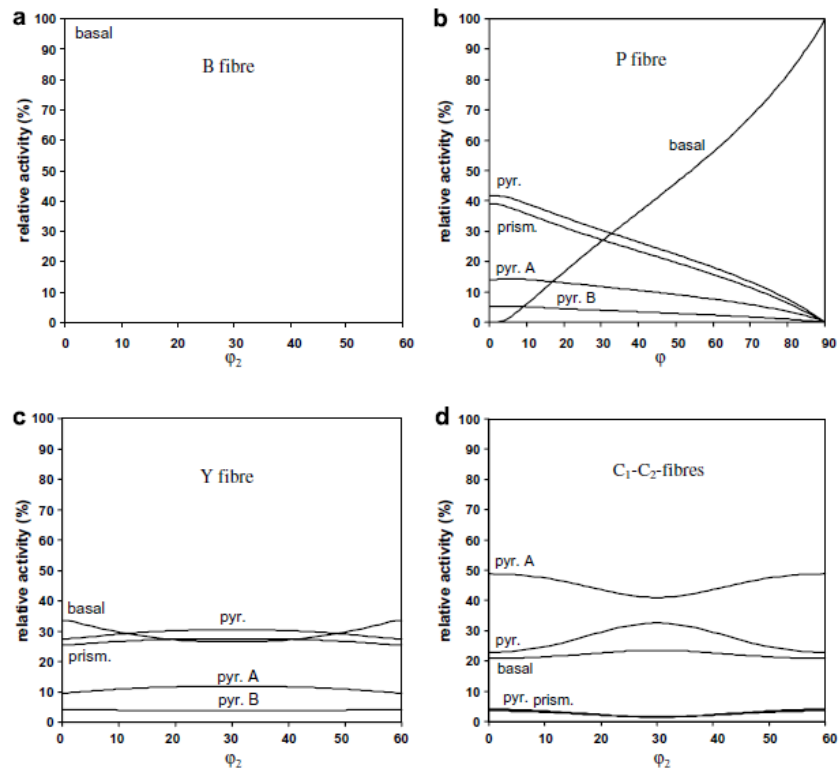 a
relative activity (%)
100
90
80
70
60
50
40
30
20
10
0
basal
B fibre
0 10 20 30 40 50 60
φ2
b
relative activity (%)
100
90
80
70
60
50
40
30
20
10
0
P fibre
basal
pyr.
prism.
pyr. A
pyr. B
0 10 20 30 40 50 60 70 80 90
φ
c
relative activity (%)
100
90
80
70
60
50
40
30
20
10
0
Y fibre
basal
pyr.
prism.
pyr. A
pyr. B
0 10 20 30 40 50 60
φ2
d
relative activity (%)
100
90
80
70
60
50
40
30
20
10
0
C1-C2-fibres
pyr. A
pyr.
basal
pyr. prism.
0 10 20 30 40 50 60
φ2